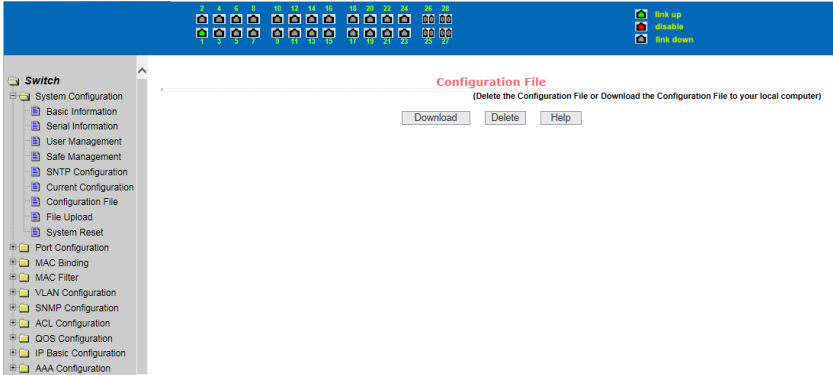 2 4 6 8 10 12 14 16 18 20 22 24 26 28
1 3 5 7 9 11 13 15 17 19 21 23 25 27
link up
disable
link down
Switch
System Configuration
Basic Information
Serial Information
User Management
Safe Management
SNTP Configuration
Current Configuration
Configuration File
File Upload
System Reset
Port Configuration
MAC Binding
MAC Filter
VLAN Configuration
SNMP Configuration
ACL Configuration
QOS Configuration
IP Basic Configuration
AAA Configuration
Configuration File
(Delete the Configuration File or Download the Configuration File to your local computer)
Download Delete Help